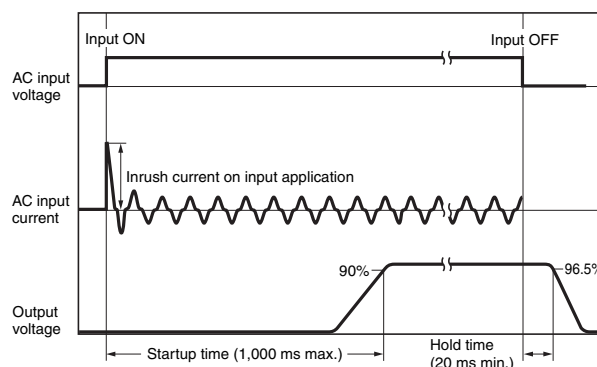 Input ON
Input OFF
AC input
voltage
Inrush current on input application
AC input
current
90%
96.5%
Output
voltage
Startup time (1,000 ms max.)
Hold time
(20 ms min.)